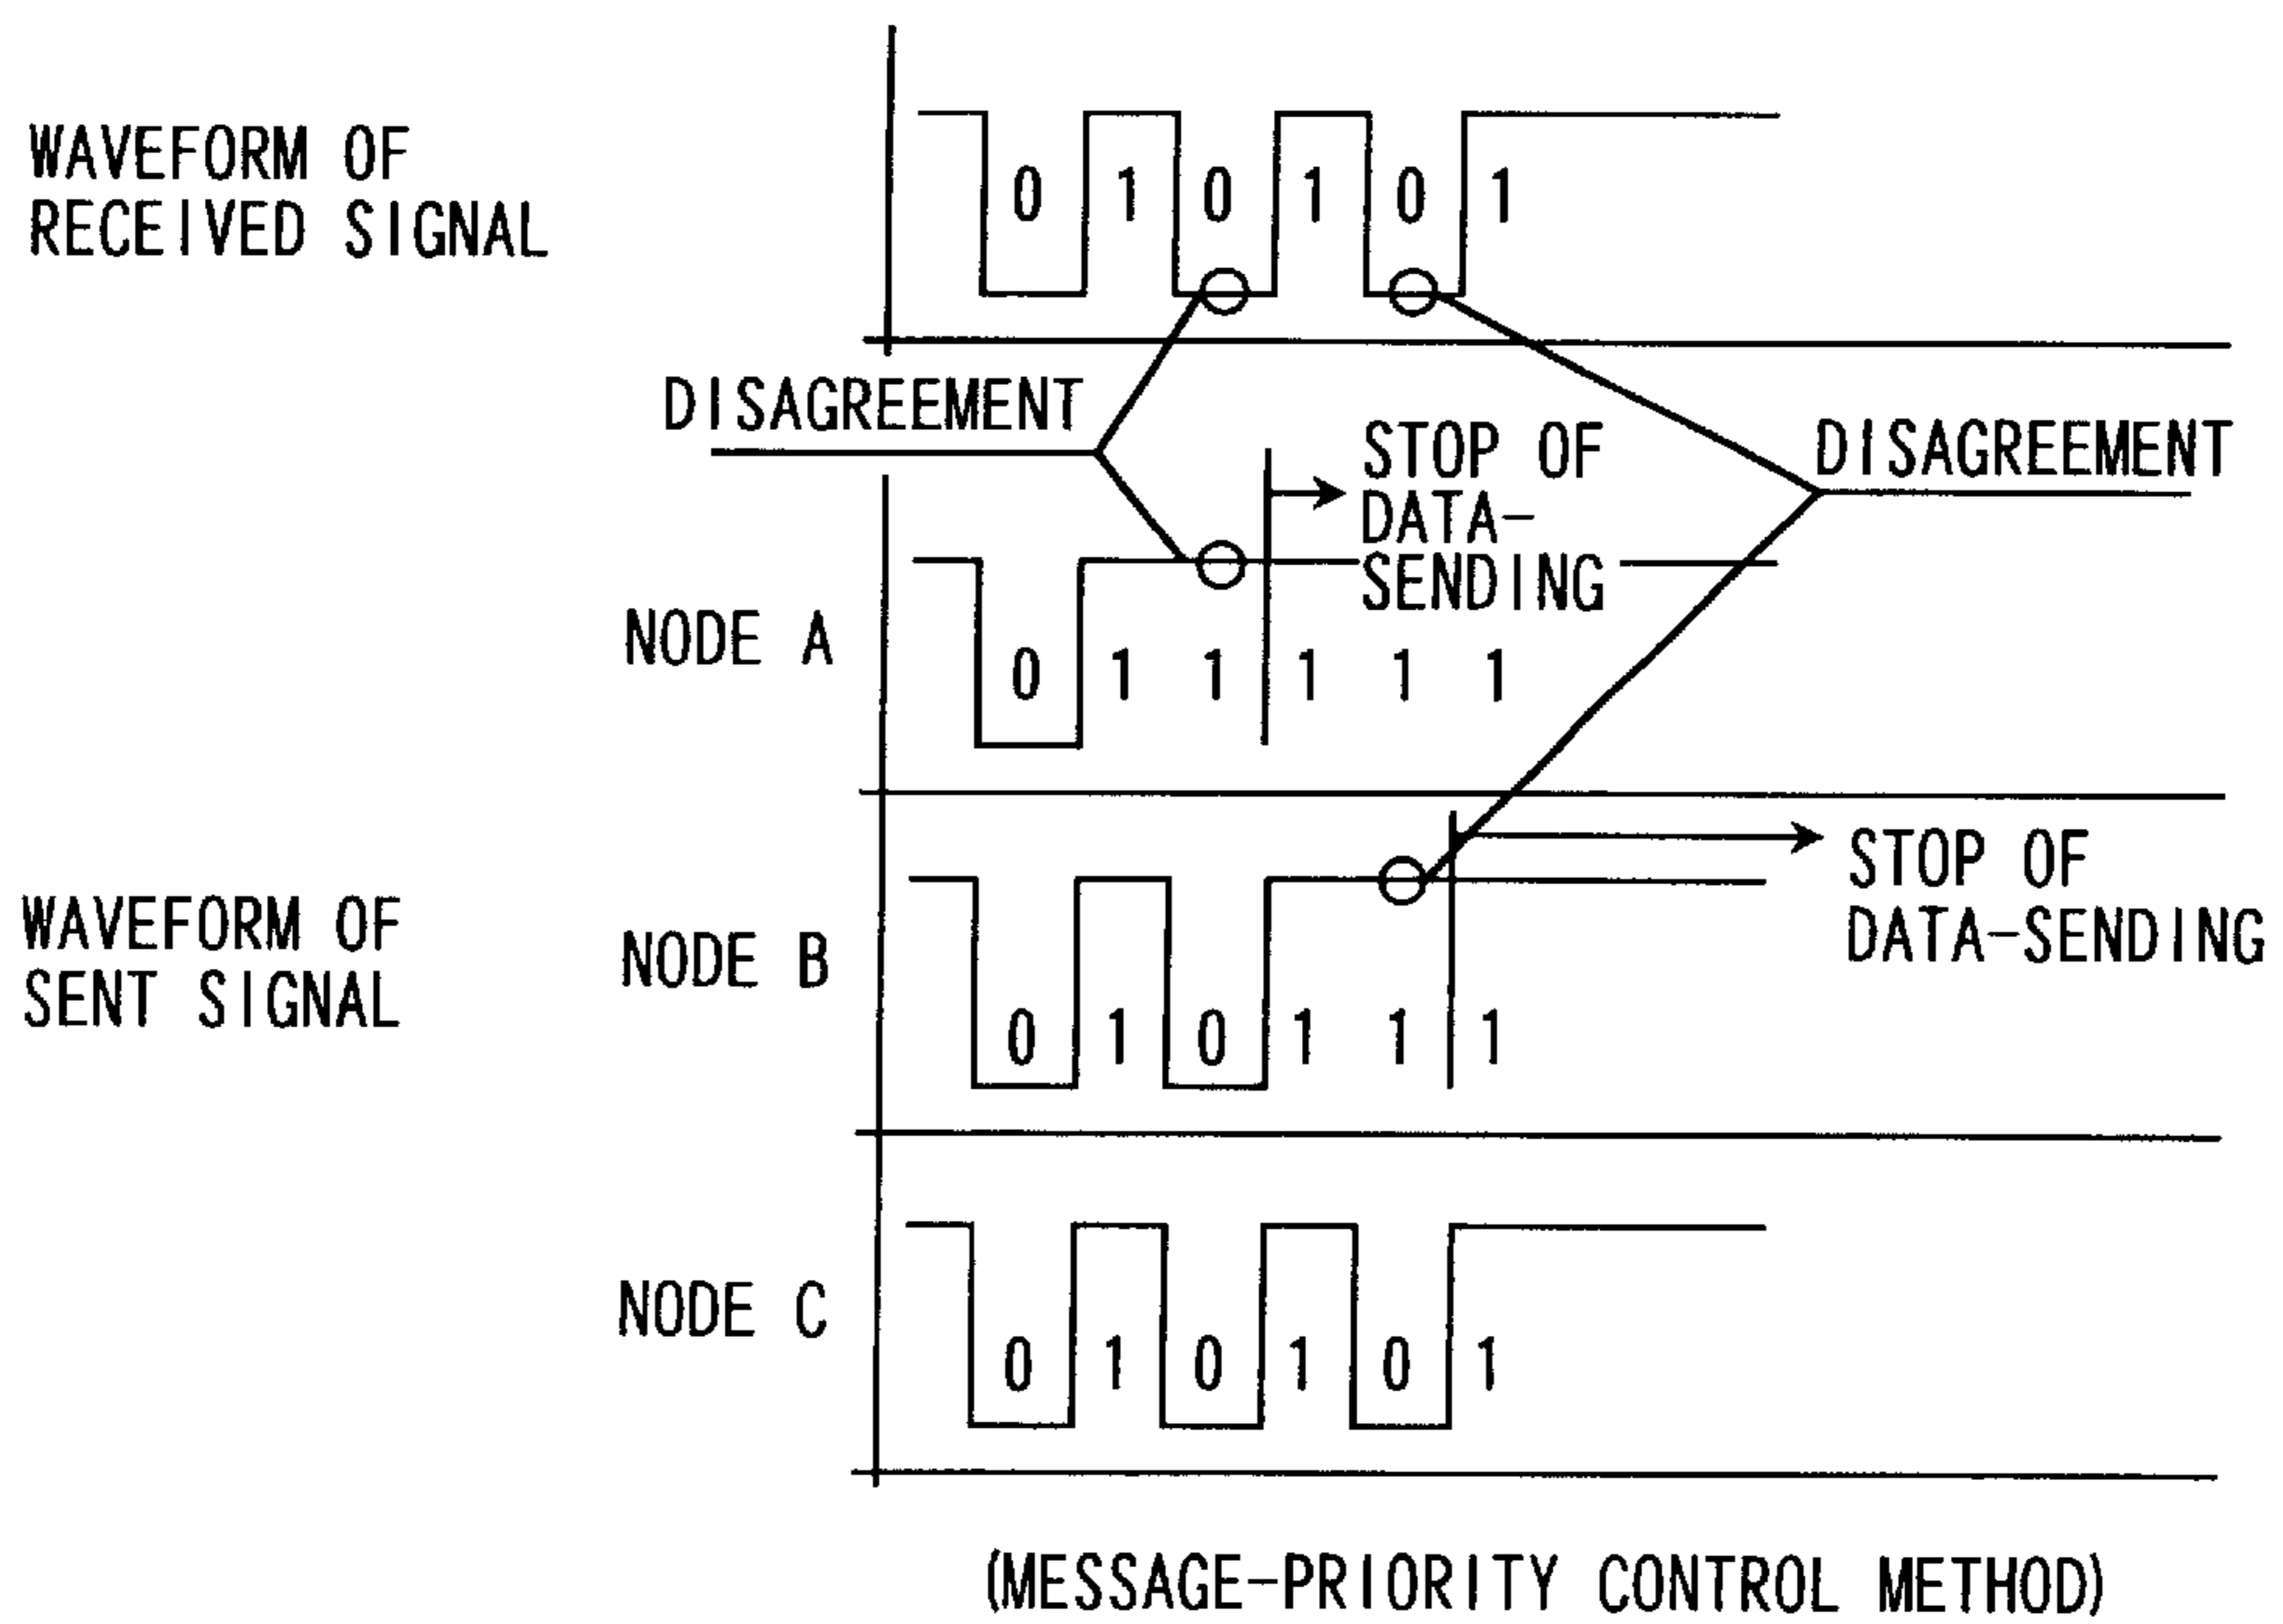 WAVEFORM OF
RECEIVED SIGNAL
0 1 0 1 0 1
DISAGREEMENT
STOP OF
DATA-
SENDING
DISAGREEMENT
NODE A
0 1 1 1 1 1
WAVEFORM OF
SENT SIGNAL
NODE B
0 1 0 1 1 1
STOP OF
DATA-SENDING
NODE C
0 1 0 1 0 1
(MESSAGE-PRIORITY CONTROL METHOD)